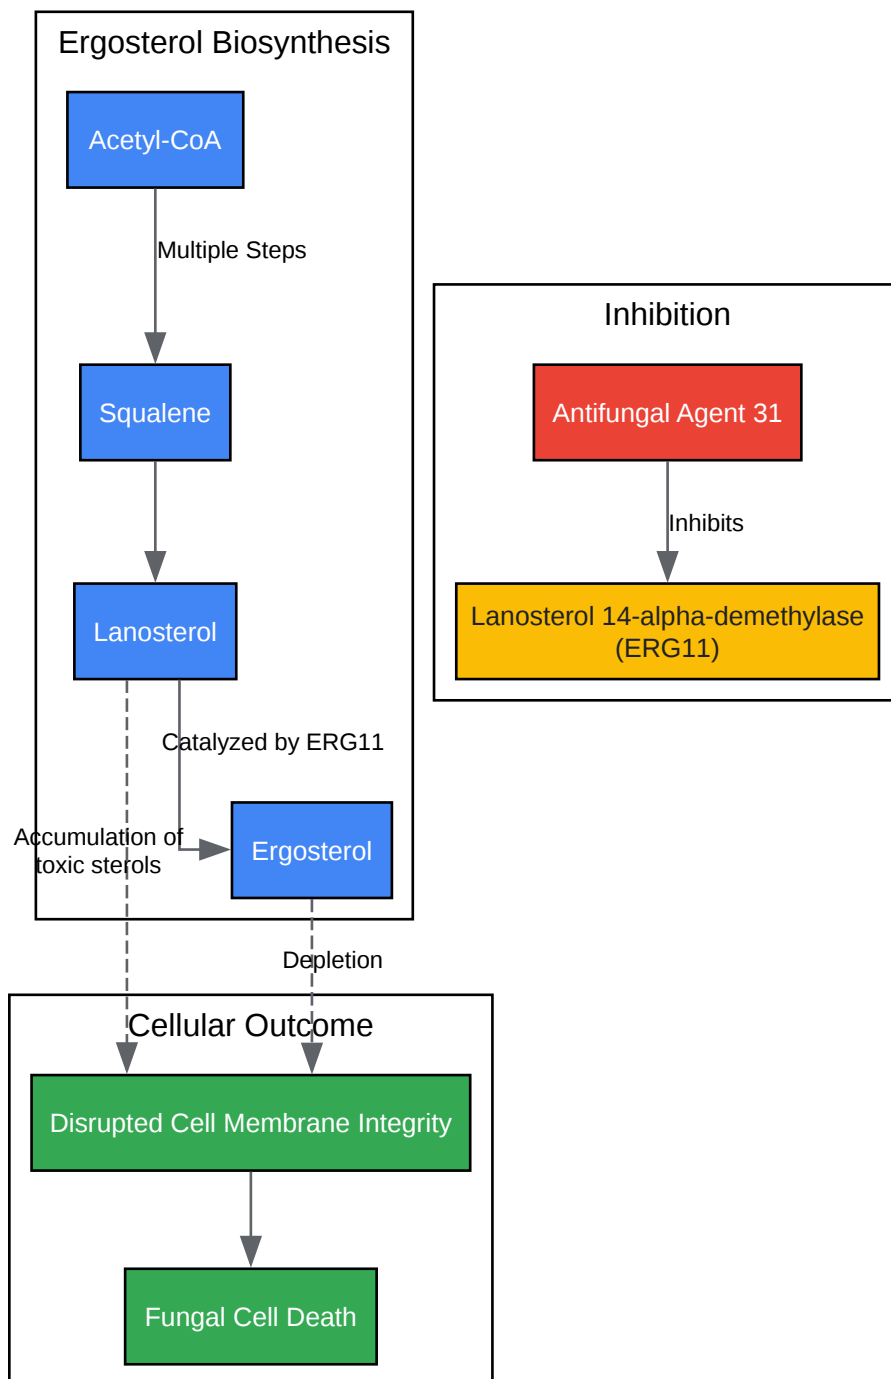 Ergosterol Biosynthesis
Acetyl-CoA
Multiple Steps
Squalene
Lanosterol
Catalyzed by ERG11
Accumulation of
toxic sterols
Ergosterol
Depletion
Inhibition
Antifungal Agent 31
Inhibits
Lanosterol 14-alpha-demethylase
(ERG11)
Cellular Outcome
Disrupted Cell Membrane Integrity
Fungal Cell Death